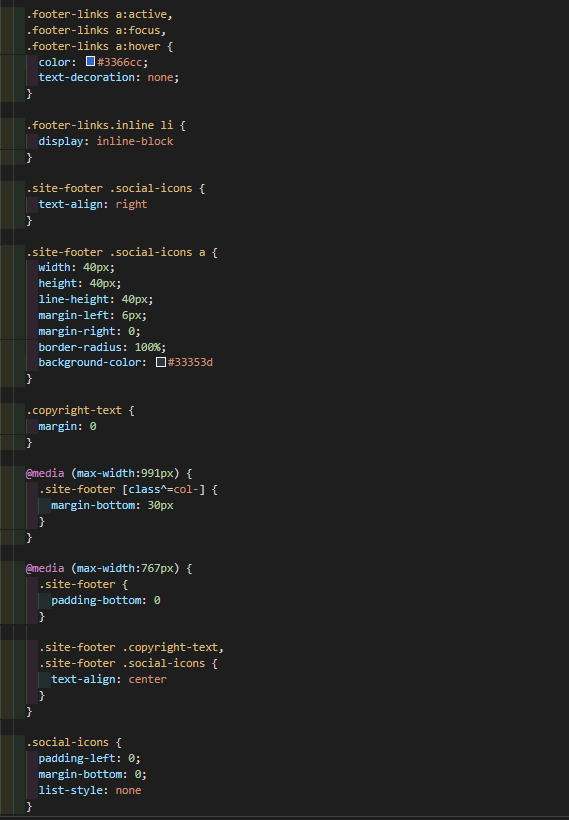 .footer-links a:active,
.footer-links a:focus,
.footer-links a:hover {
color: #3366cc;
text-decoration: none;
}
.footer-links.inline li {
display: inline-block
}
.site-footer .social-icons {
text-align: right
}
.site-footer .social-icons a {
width: 40px;
height: 40px;
line-height: 40px;
margin-left: 6px;
margin-right: 0;
border-radius: 100%;
background-color: #33353d
}
.copyright-text {
margin: 0
}
@media (max-width:991px) {
.site-footer [class^=col-] {
margin-bottom: 30px
}
}
@media (max-width:767px) {
.site-footer {
padding-bottom: 0
}
.site-footer .copyright-text,
.site-footer .social-icons {
text-align: center
}
}
.social-icons {
padding-left: 0;
margin-bottom: 0;
list-style: none
}